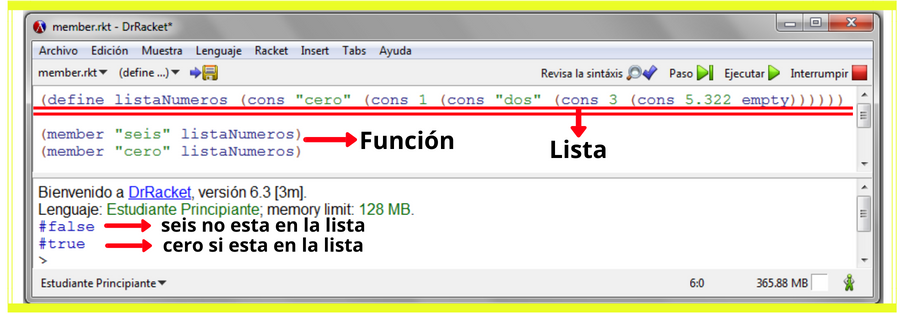 member.rkt - DrRacket*
Archivo Edición Muestra Lenguaje Racket Insert Tabs Ayuda
member.rkt▼ (define ...)▼ Revisa la sintáxis Paso Ejecutar Interrumpir
(define listaNumeros (cons "cero" (cons 1 (cons "dos" (cons 3 (cons 5.322 empty))))))
(member "seis" listaNumeros) Función
(member "cero" listaNumeros) Lista
Bienvenido a DrRacket, versión 6.3 [3m].
Lenguaje: Estudiante Principiante; memory limit: 128 MB.
#false seis no esta en la lista
#true cero si esta en la lista
>
Estudiante Principiante▼ 6:0 365.88 MB